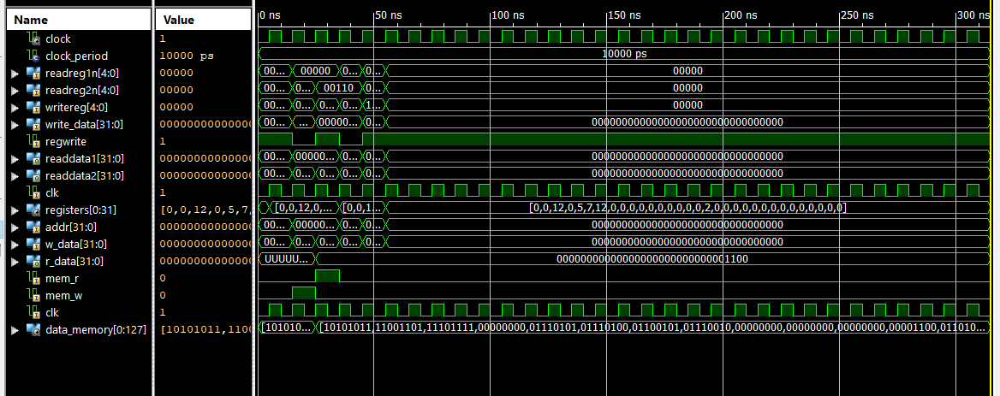 Name Value 0 ns 50 ns 100 ns 150 ns 200 ns 250 ns 300 ns
clock 1
clock_period 10000 ps 10000 ps
readreg1n[4:0] 00000 00... 00000 0... 0... 00000
readreg2n[4:0] 00000 00... 0... 00110 0... 00000
writereg[4:0] 00000 00... 0... 0... 0... 1... 00000
write_data[31:0] 00000000000000 00... ... 00000... 0... 0... 00000000000000000000000000000000
regwrite 1
readdata1[31:0] 00000000000000 00... 00000... 0... 0... 00000000000000000000000000000000
readdata2[31:0] 00000000000000 00... 0... 0... 0... 0... 00000000000000000000000000000000
clk 1
registers[0:31] [0,0,12,0,5,7, [0,0,12,0,... [0,0,1... [0,0,12,0,5,7,12,0,0,0,0,0,0,0,0,0,2,0,0,0,0,0,0,0,0,0,0,0,0,0,0,0]
addr[31:0] 00000000000000 00... 00000... 0... 0... 00000000000000000000000000000000
w_data[31:0] 00000000000000 00... 0... 0... 0... 0... 00000000000000000000000000000000
r_data[31:0] 00000000000000 UUUUU... 00000000000000000000000000001100
mem_r 0
mem_w 0
clk 1
data_memory[0:127] [10101011,1100 [101010... [10101011,11001101,11101111,00000000,01110101,01110100,01100101,01110010,00000000,00000000,00000000,00001100,011010...